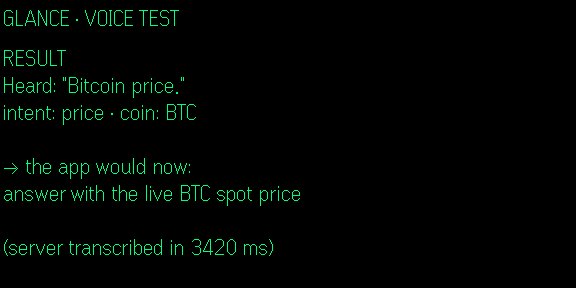 GLANCE · VOICE TEST
RESULT
Heard: "Bitcoin price."
intent: price · coin: BTC
→ the app would now:
answer with the live BTC spot price
(server transcribed in 3420 ms)